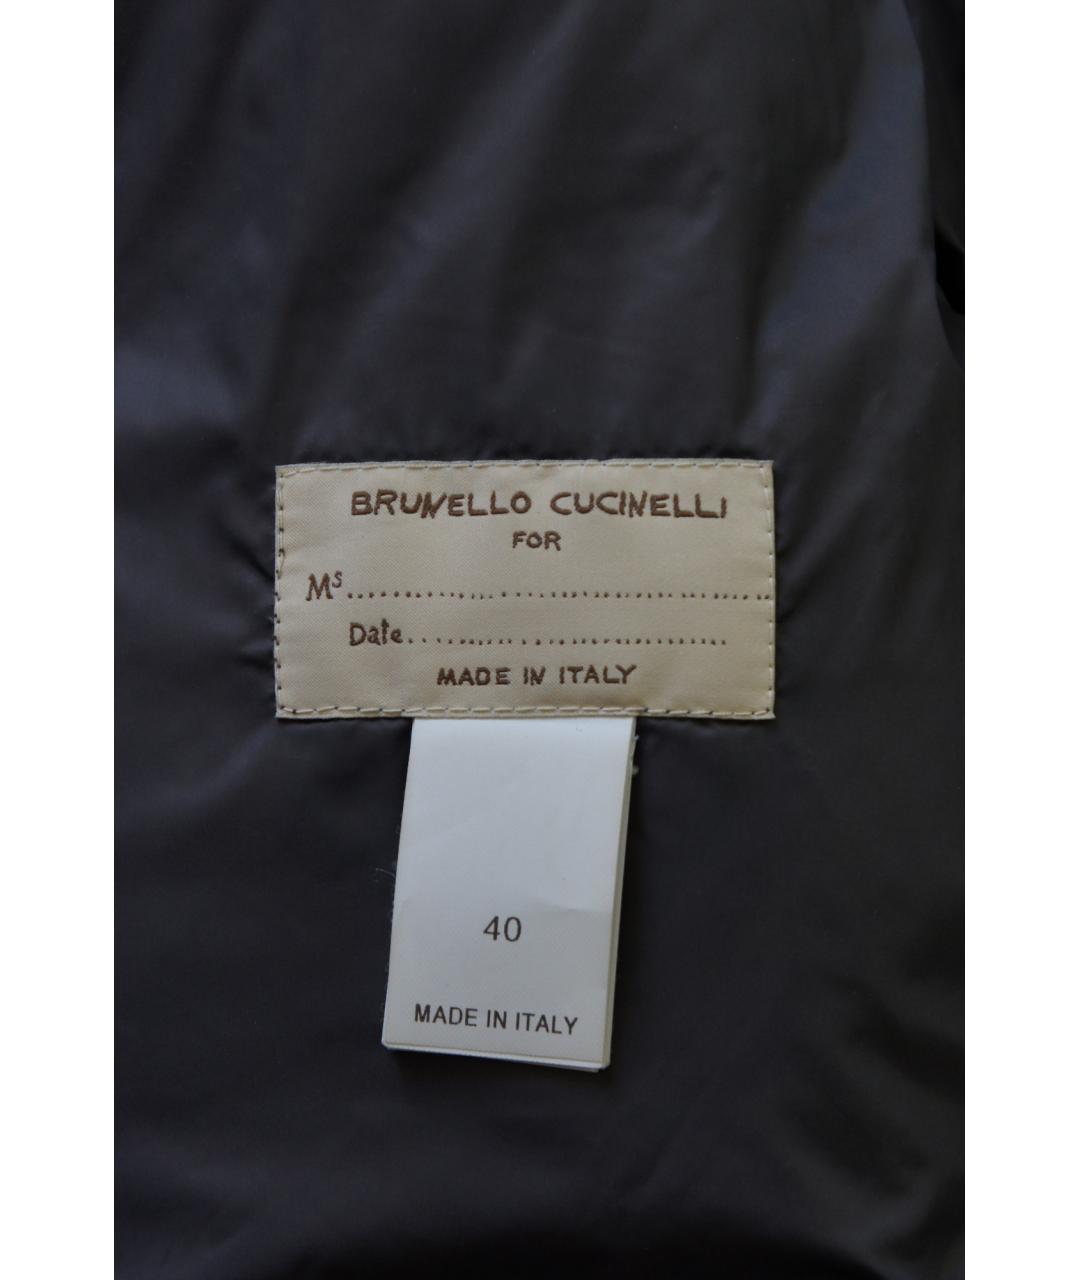 BRUNELLO CUCINELLI
FOR
Ms........................................
Date..............................
MADE IN ITALY
40
MADE IN ITALY